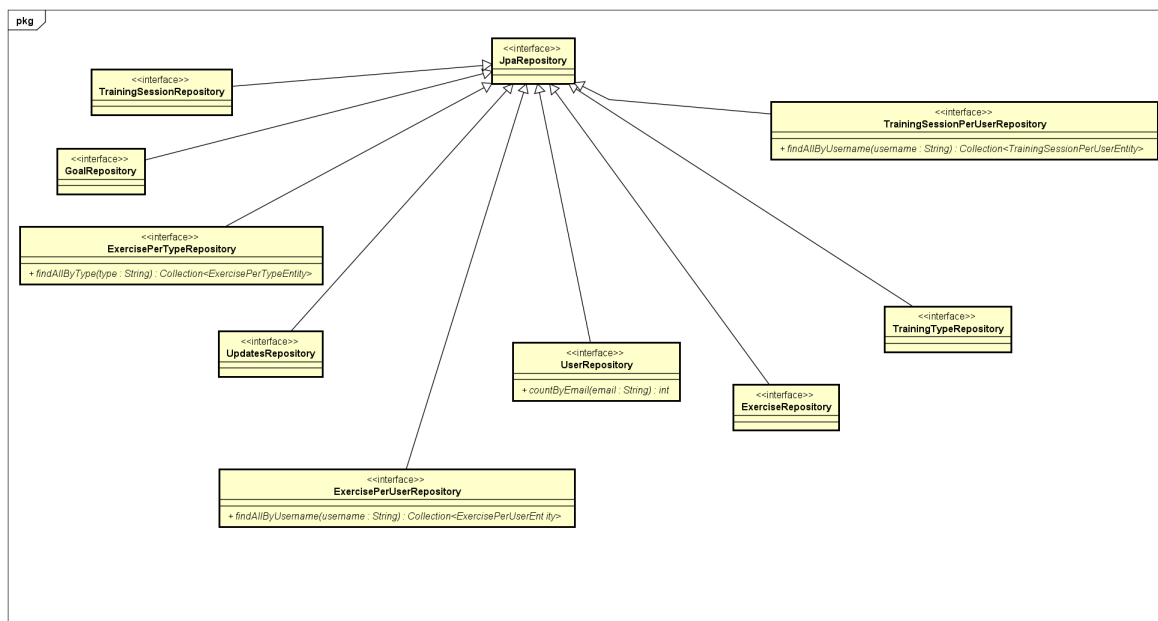 pkg
<<interface>>
JpaRepository
<<interface>>
TrainingSessionRepository
<<interface>>
TrainingSessionPerUserRepository
+ findAllByUsername(username : String) : Collection<TrainingSessionPerUserEntity>
<<interface>>
GoalRepository
<<interface>>
ExercisePerTypeRepository
+ findAllByType(type : String) : Collection<ExercisePerTypeEntity>
<<interface>>
TrainingTypeRepository
<<interface>>
UpdatesRepository
<<interface>>
UserRepository
+ countByEmail(email : String) : int
<<interface>>
ExerciseRepository
<<interface>>
ExercisePerUserRepository
+ findAllByUsername(username : String) : Collection<ExercisePerUserEnt ity>